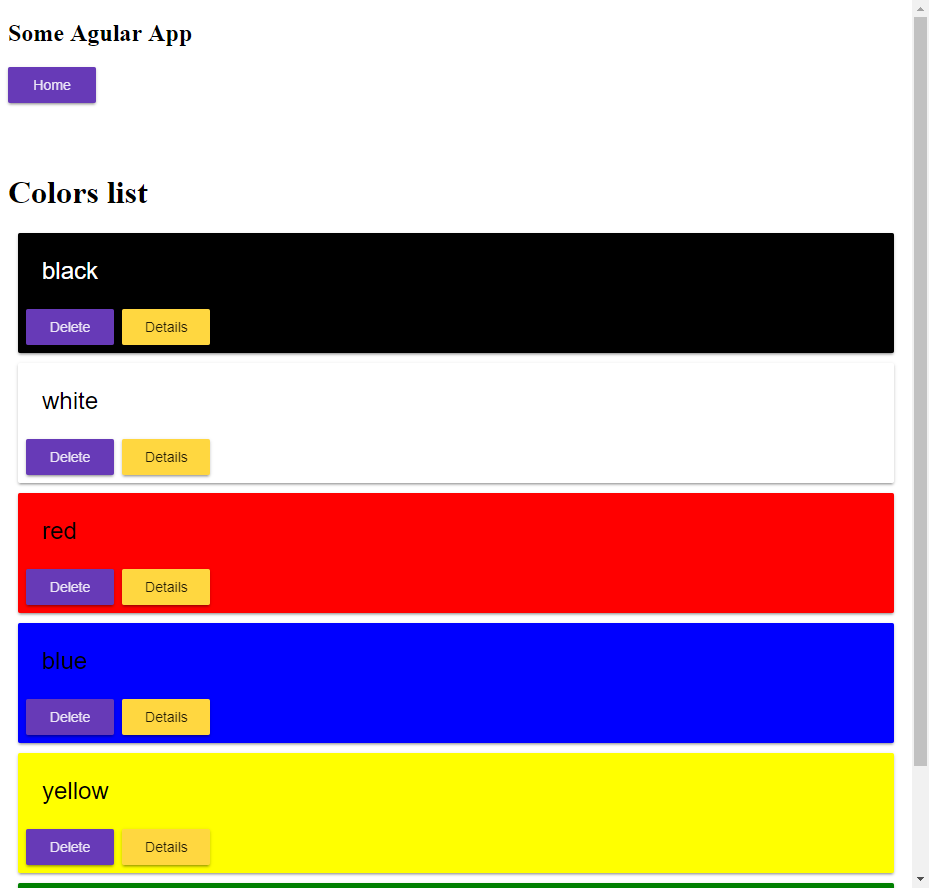 Some Agular App
Home
Colors list
black
Delete Details
white
Delete Details
red
Delete Details
blue
Delete Details
yellow
Delete Details